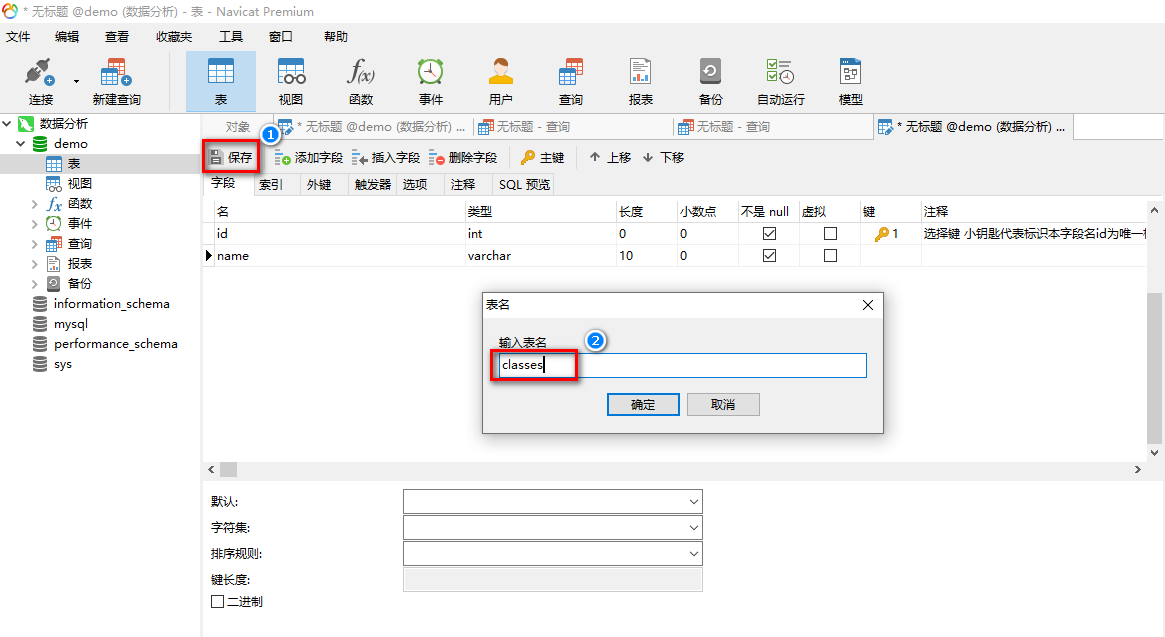 * 无标题 @demo (数据分析) - 表 - Navicat Premium
文件 编辑 查看 收藏夹 工具 窗口 帮助
f(x)
连接 新建查询 表 视图 函数 事件 用户 查询 报表 备份 自动运行 模型
数据分析
demo
表
视图
fx 函数
事件
查询
报表
备份
information_schema
mysql
performance_schema
sys
对象 * 无标题 @demo (数据分析) ... 无标题 - 查询 无标题 - 查询 * 无标题 @demo (数据分析) ...
1
保存 添加字段 插入字段 删除字段 主键 上移 下移
字段 索引 外键 触发器 选项 注释 SQL 预览
名 类型 长度 小数点 不是 null 虚拟 键 注释
id int 0 0 1 选择键 小钥匙代表标识本字段名id为唯一
name varchar 10 0
表名
输入表名 2
classes
确定 取消
默认:
字符集:
排序规则:
键长度:
二进制